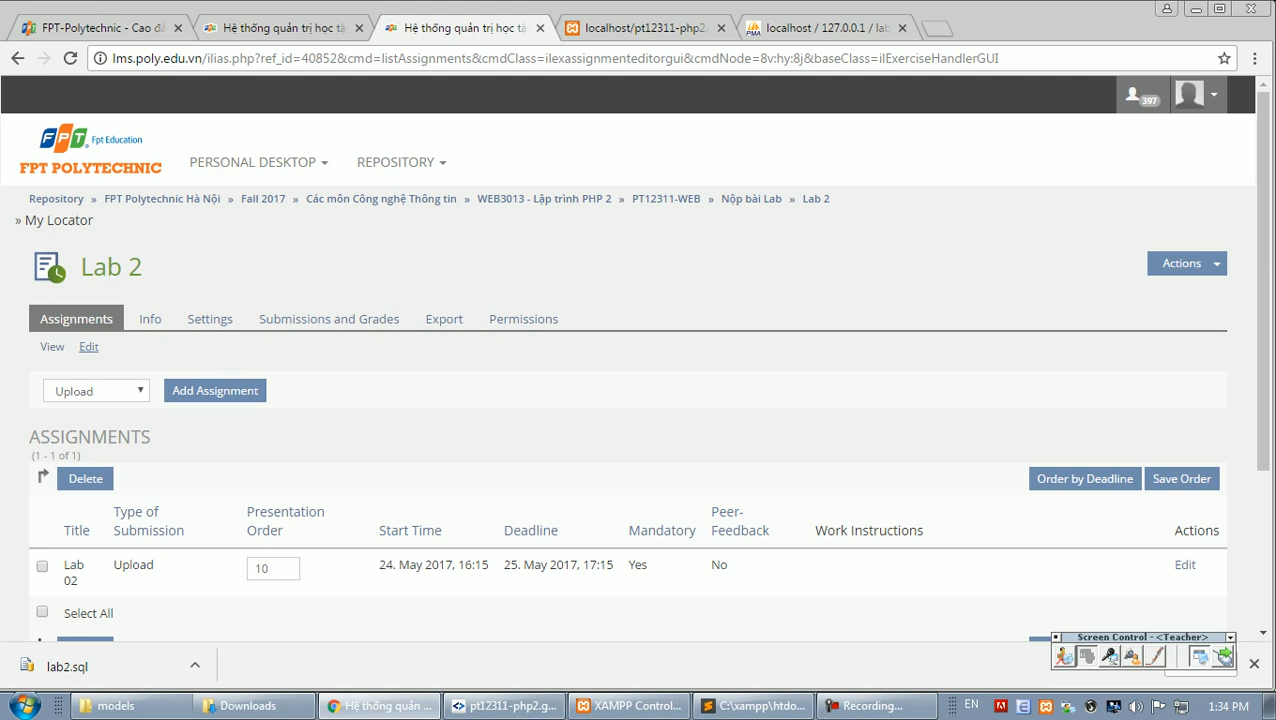 FPT-Polytechnic - Cao đẳ
Hệ thống quản trị học tậ
Hệ thống quản trị học tậ
localhost/pt12311-php2.
localhost / 127.0.0.1 / lab
lms.poly.edu.vn/ilias.php?ref_id=40852&cmd=listAssignments&cmdClass=ilexassignmenteditorgui&cmdNode=8v:hy:8j&baseClass=ilExerciseHandlerGUI
397
FPT Fpt Education
FPT POLYTECHNIC
PERSONAL DESKTOP
REPOSITORY
Repository » FPT Polytechnic Hà Nội » Fall 2017 » Các môn Công nghệ Thông tin » WEB3013 - Lập trình PHP 2 » PT12311-WEB » Nộp bài Lab » Lab 2
» My Locator
Lab 2
Actions
Assignments Info Settings Submissions and Grades Export Permissions
View Edit
Upload Add Assignment
ASSIGNMENTS
(1 - 1 of 1)
Delete Order by Deadline Save Order
Title Type of Submission Presentation Order Start Time Deadline Mandatory Peer-Feedback Work Instructions Actions
Lab 02 Upload 10 24. May 2017, 16:15 25. May 2017, 17:15 Yes No Edit
Select All
Screen Control - <Teacher>
lab2.sql
models
Downloads
Hệ thống quản ...
pt12311-php2.g...
XAMPP Control...
C:\xampp\htdo...
Recording...
EN
1:34 PM